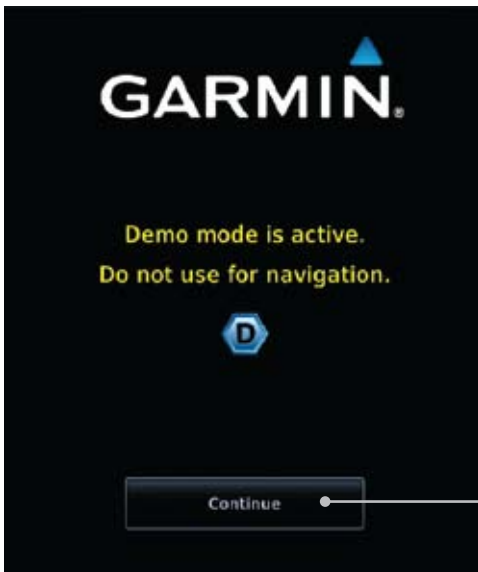 GARMIN®
Demo mode is active.
Do not use for navigation.
D
Continue